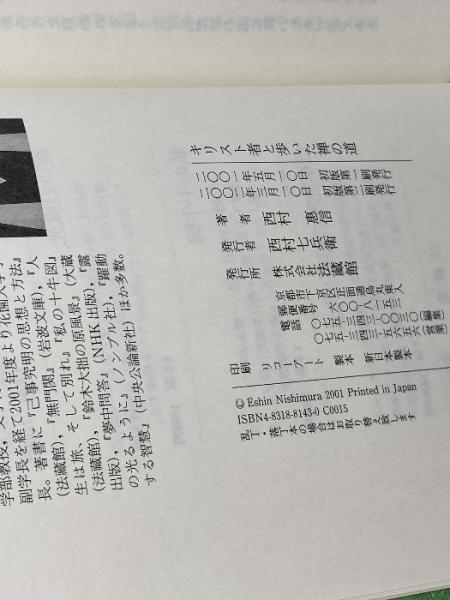 キリスト者と歩いた禅の道
二〇〇一年五月一〇日 初版第一刷発行
二〇〇二年三月一〇日 初版第二刷発行
著者 西村惠信
発行者 西村七兵衛
発行所 株式会社法藏館
京都市下京区正面通烏丸東入
郵便番号 六〇〇-八一五三
電話 〇七五-三四三-〇〇三〇(編集)
〇七五-三四三-五六五六(営業)
印刷 リコーアート 製本 新日本製本
© Eshin Nishimura 2001 Printed in Japan
ISBN4-8318-8143-0 C0015
乱丁・落丁本の場合はお取り替え致します
学部教授，
副学長を経て2001年度より花園大学学
長。著書に『己事究明の思想と方法』
(法藏館),『無門関』(岩波文庫),『人
生は旅、そして別れ』『私の十牛図』
(法藏館),『鈴木大拙の原風景』(大蔵
出版),『夢中問答』(NHK出版),『露
の光るように』(ノンブル社),『躍動
する智慧』(中央公論新社) ほか多数。